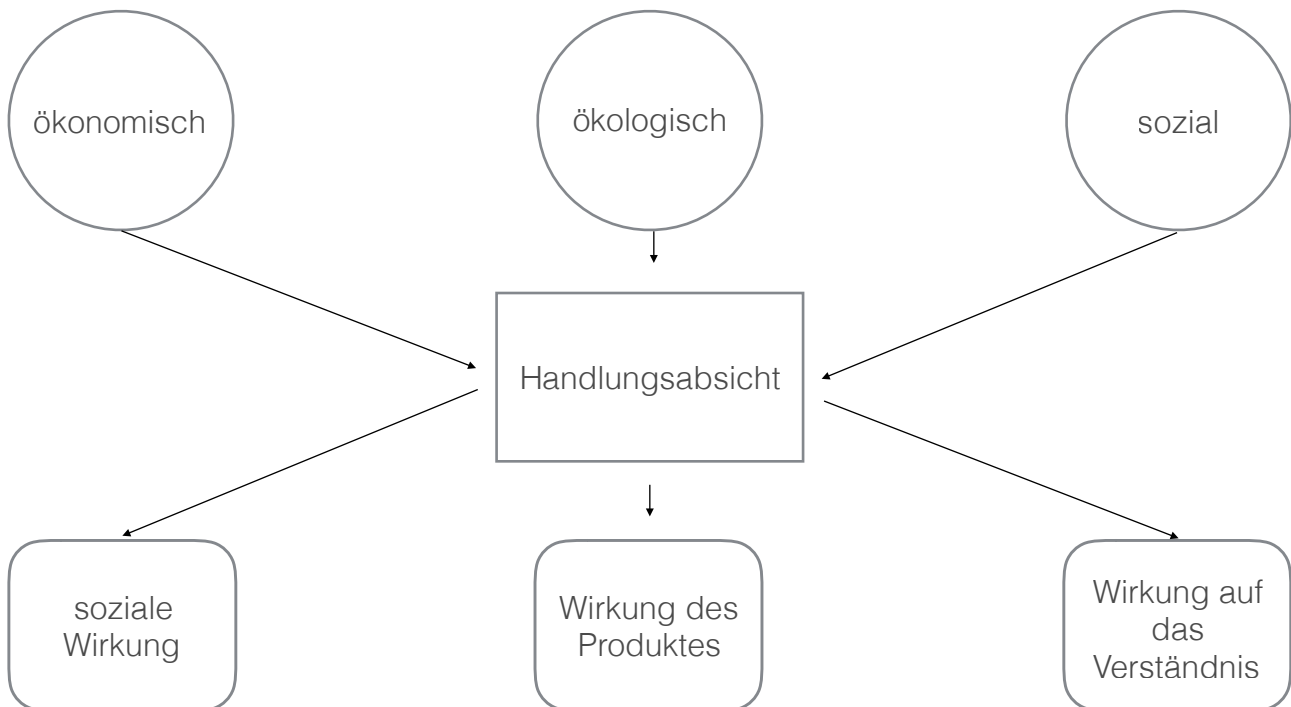 ökonomisch
ökologisch
sozial
Handlungsabsicht
soziale
Wirkung
Wirkung des
Produktes
Wirkung auf
das
Verständnis